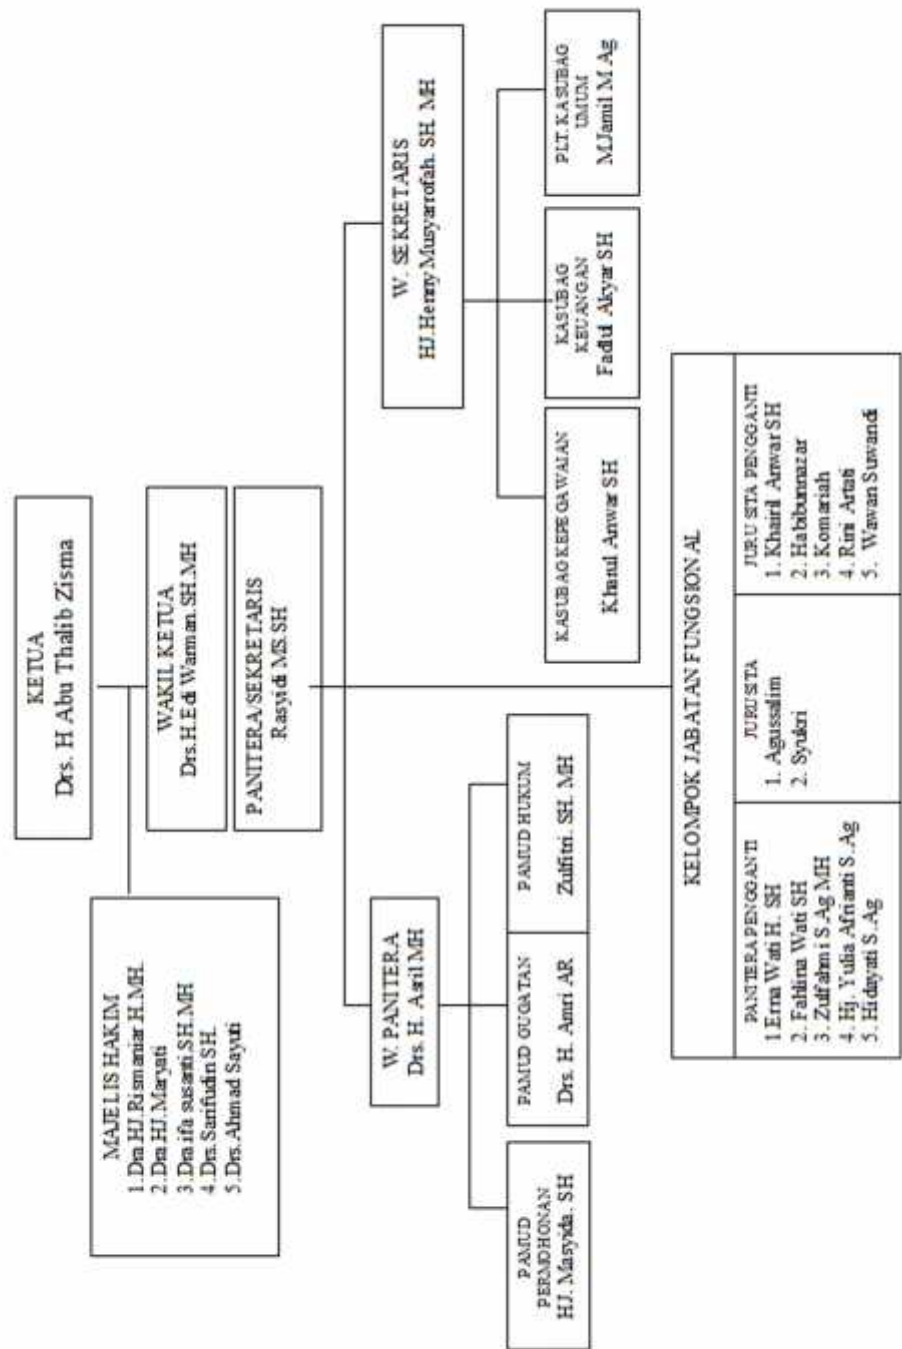 KETUA
Drs. H Abu Thalib Zisma
MAJELIS HAKIM
1.Dra HJ.Rismaniar H.MH.
2.Dra HJ.Maryati
3.Dra ifa susanti.SH.MH
4.Drs.Sarifudin SH.
5.Drs.Ahmad Sayuti
WAKIL KETUA
Drs.H.Edi Warman.SH.MH
PANITERA/SEKRETARIS
Rasyidi MS.SH
W. PANITERA
Drs. H. Asril MH
W. SEKRETARIS
HJ.Henny Musyarrofah. SH. MH
PAMUD
PERMOHONAN
HJ. Masyida. SH
PAMUD GUGATAN
Drs. H. Amri AR
PAMUD HUKUM
Zulfitri. SH. MH
KASUBAG KEPEGAWAIAN
Kharul Anwar SH
KASUBAG
KEUANGAN
Fadlul Akyar SH
PLT. KASUBAG
UMUM
M.Jamil M Ag
KELOMPOK JABATAN FUNGSIONAL
PANITERA PENGGANTI
1 Erna Wati H. SH
2. Fahlina Wati SH
3. Zulfahmi S.Ag MH
4. Hj. Yulia Afrianti S.Ag
5. Hidayati S.Ag
JURUSITA
1. Agussalim
2. Syukri
JURU SITA PENGGANTI
1. Khairil Anwar SH
2. Habibunnazar
3. Komariah
4. Rini Artati
5. Wawan Suwandi